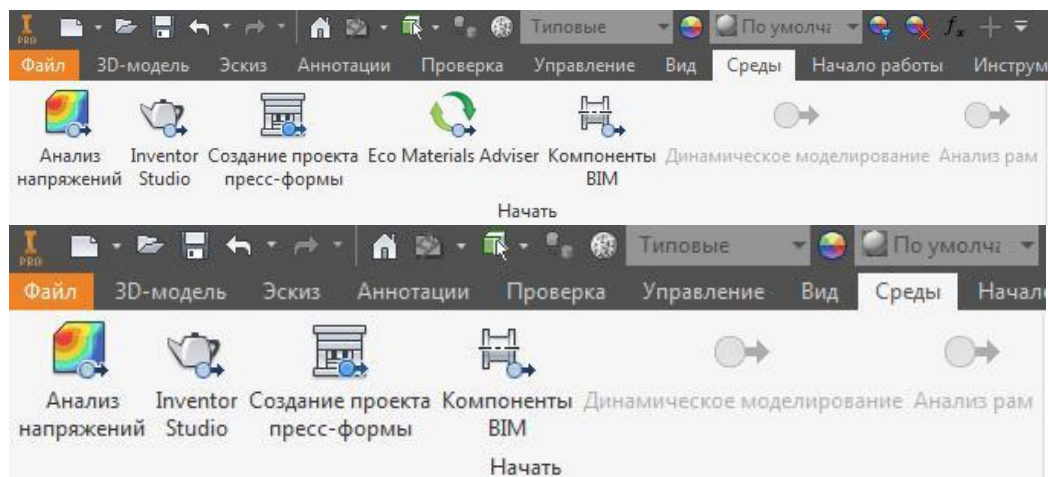 PRO Типовые По умолча
Файл 3D-модель Эскиз Аннотации Проверка Управление Вид Среды Начало работы Инструм
Анализ Inventor Создание проекта Eco Materials Adviser Компоненты Динамическое моделирование Анализ рам
напряжений Studio пресс-формы BIM
Начать
PRO Типовые По умолча
Файл 3D-модель Эскиз Аннотации Проверка Управление Вид Среды Начал
Анализ Inventor Создание проекта Компоненты Динамическое моделирование Анализ рам
напряжений Studio пресс-формы BIM
Начать